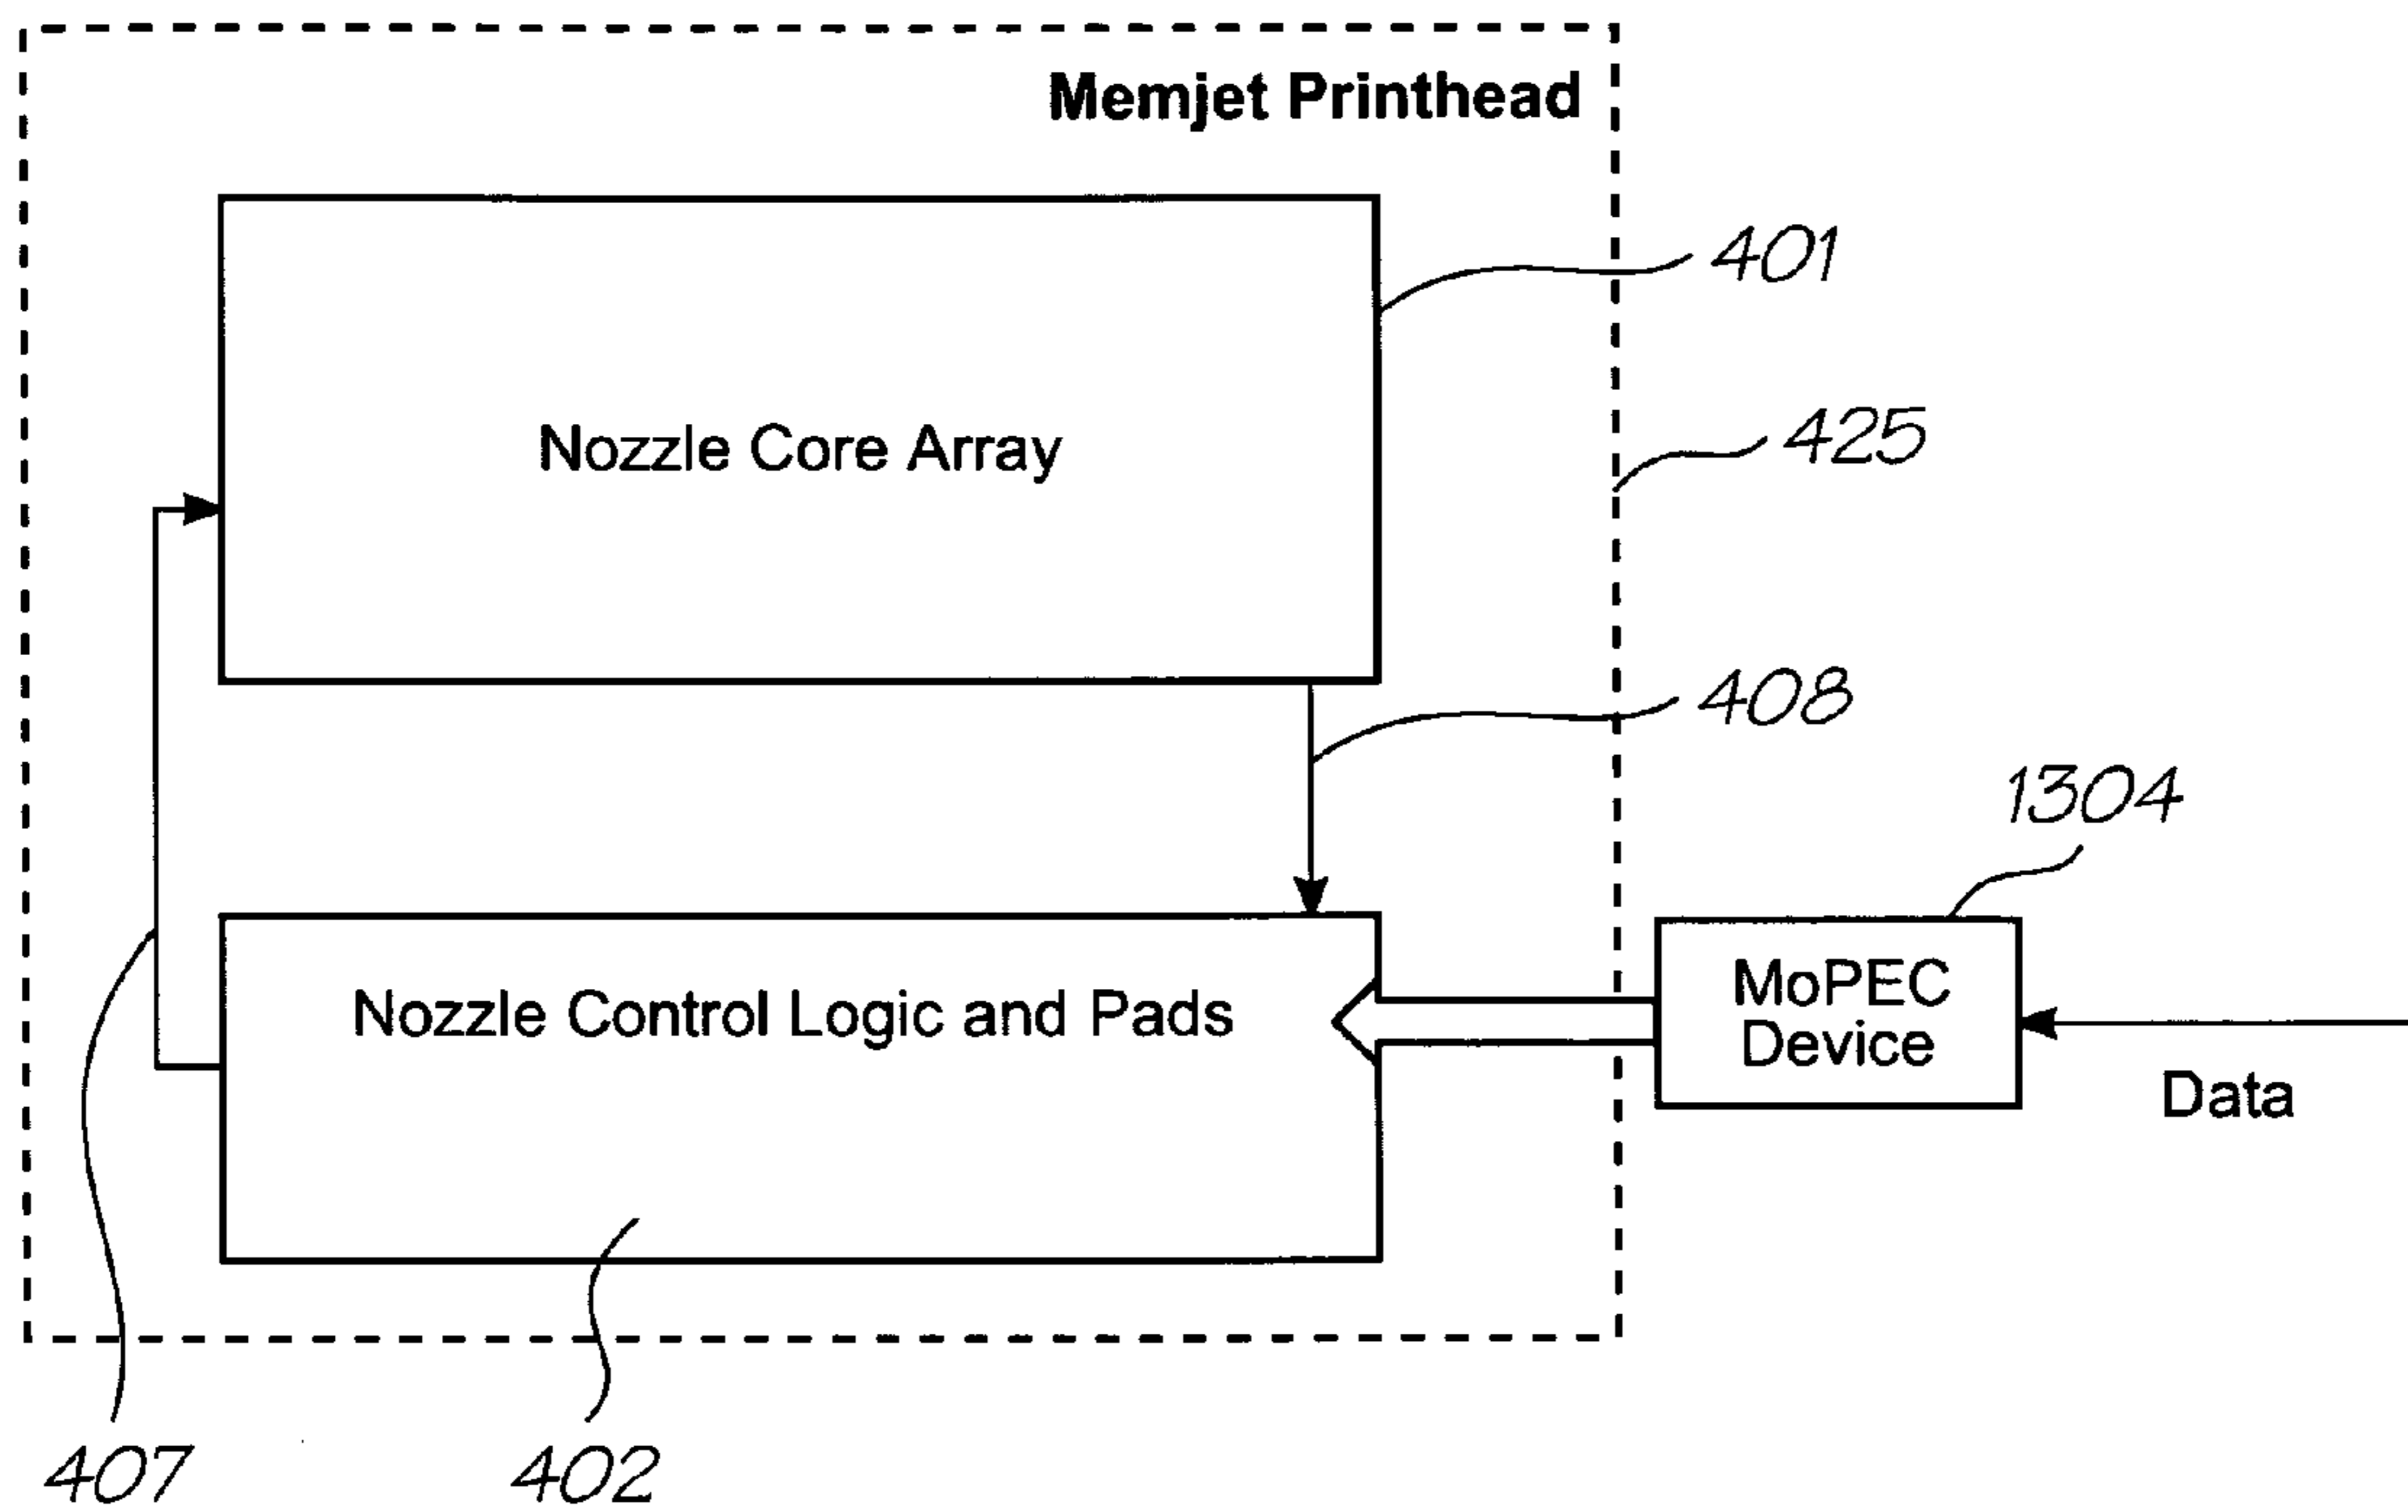 Memjet Printhead
401
Nozzle Core Array
425
408
1304
Nozzle Control Logic and Pads
MoPEC
Device
Data
407
402